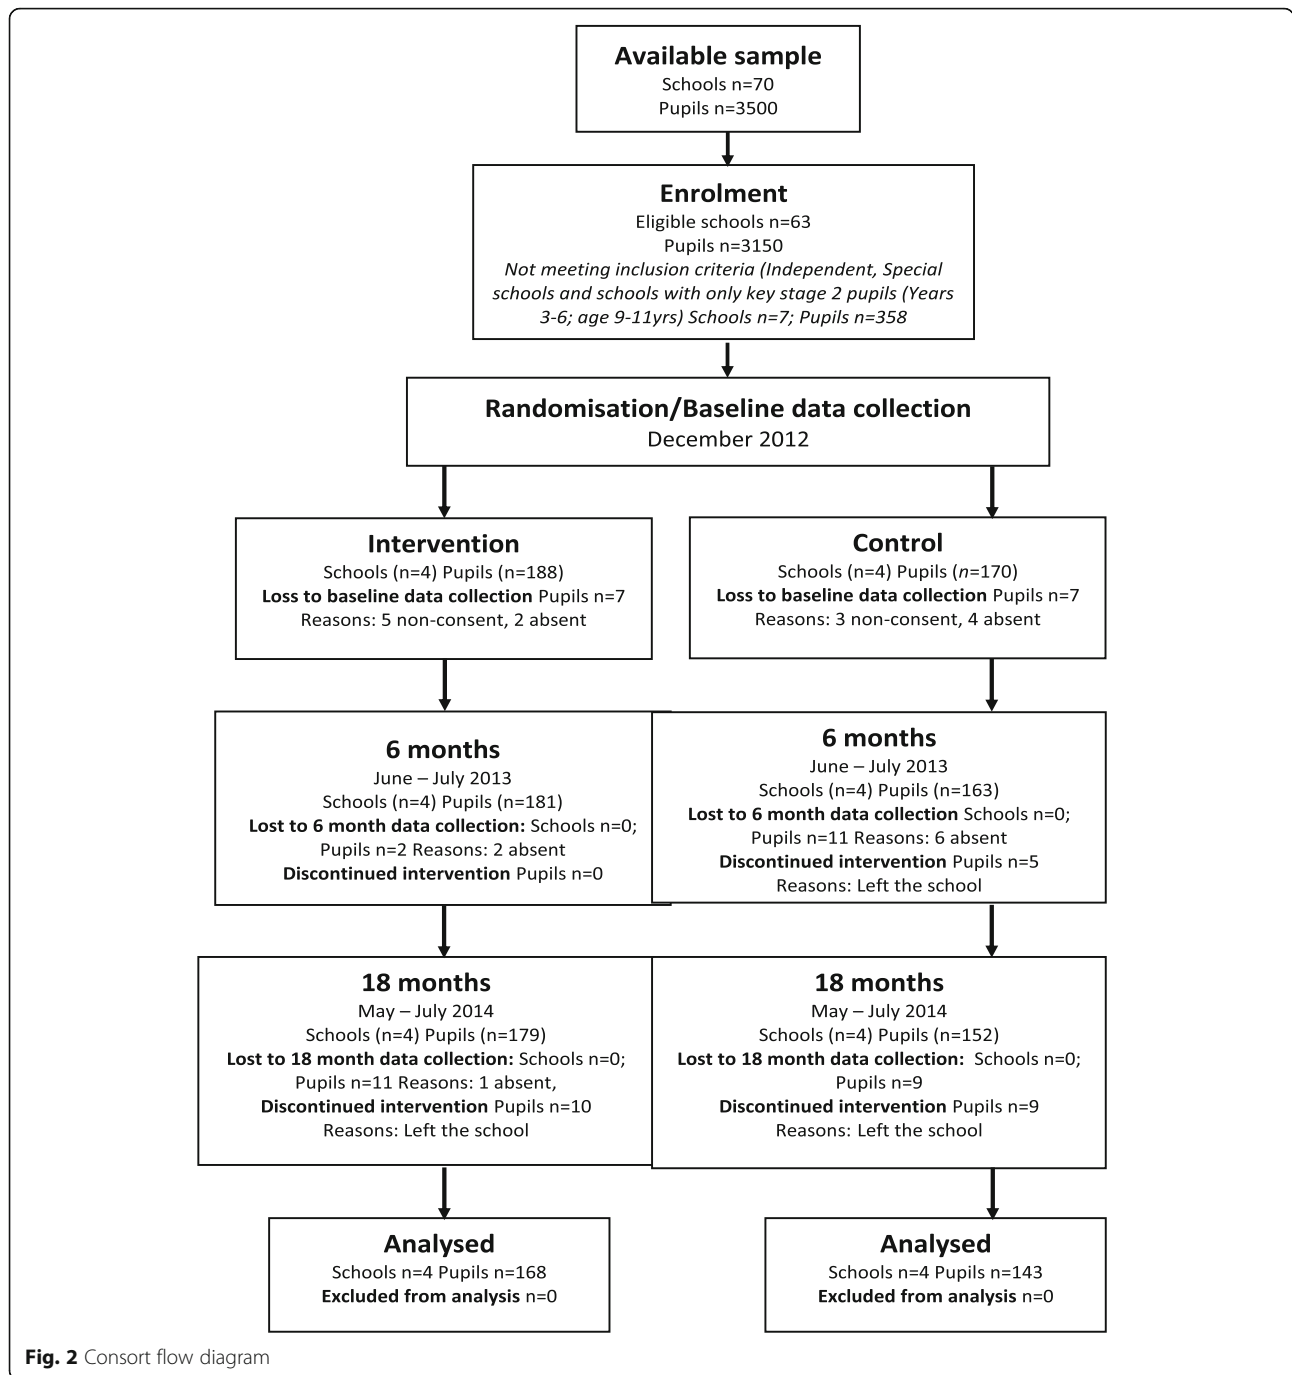 Available sample
Schools n=70
Pupils n=3500
Enrolment
Eligible schools n=63
Pupils n=3150
Not meeting inclusion criteria (Independent, Special
schools and schools with only key stage 2 pupils (Years
3-6; age 9-11yrs) Schools n=7; Pupils n=358
Randomisation/Baseline data collection
December 2012
Intervention
Schools (n=4) Pupils (n=188)
Loss to baseline data collection Pupils n=7
Reasons: 5 non-consent, 2 absent
Control
Schools (n=4) Pupils (n=170)
Loss to baseline data collection Pupils n=7
Reasons: 3 non-consent, 4 absent
6 months
June – July 2013
Schools (n=4) Pupils (n=181)
Lost to 6 month data collection: Schools n=0;
Pupils n=2 Reasons: 2 absent
Discontinued intervention Pupils n=0
6 months
June – July 2013
Schools (n=4) Pupils (n=163)
Lost to 6 month data collection Schools n=0;
Pupils n=11 Reasons: 6 absent
Discontinued intervention Pupils n=5
Reasons: Left the school
18 months
May – July 2014
Schools (n=4) Pupils (n=179)
Lost to 18 month data collection: Schools n=0;
Pupils n=11 Reasons: 1 absent,
Discontinued intervention Pupils n=10
Reasons: Left the school
18 months
May – July 2014
Schools (n=4) Pupils (n=152)
Lost to 18 month data collection: Schools n=0;
Pupils n=9
Discontinued intervention Pupils n=9
Reasons: Left the school
Analysed
Schools n=4 Pupils n=168
Excluded from analysis n=0
Analysed
Schools n=4 Pupils n=143
Excluded from analysis n=0
Fig. 2 Consort flow diagram